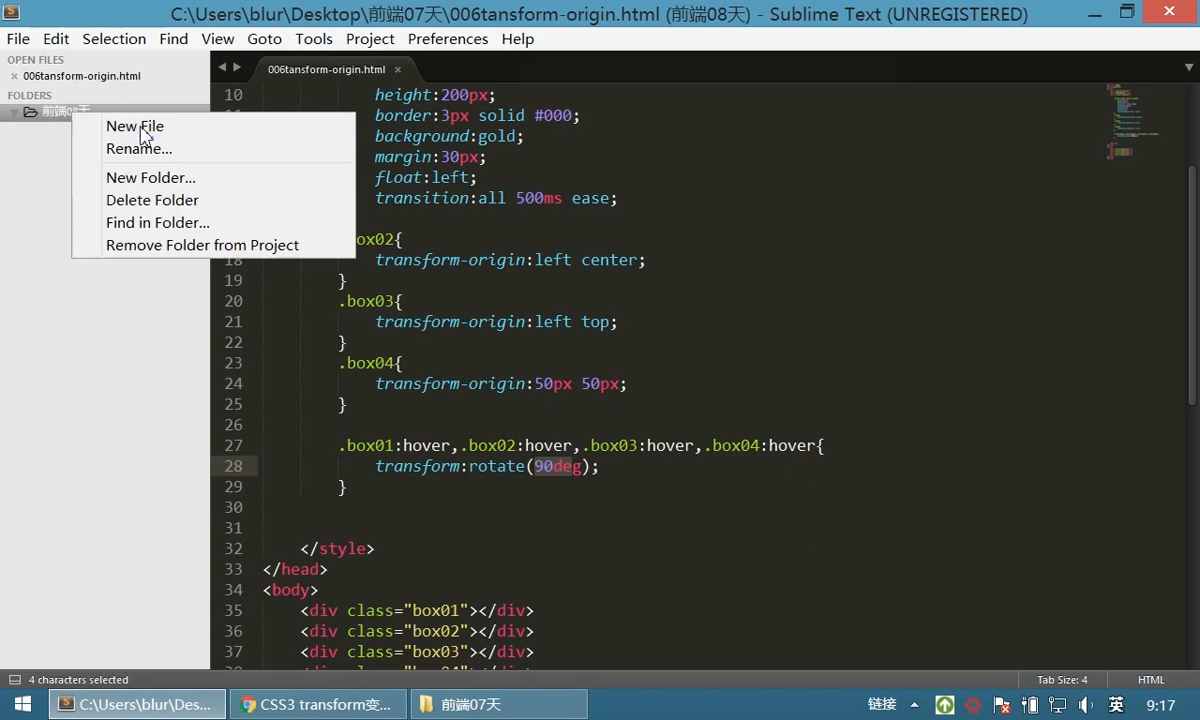 C:\Users\blur\Desktop\前端07天\006tansform-origin.html (前端08天) - Sublime Text (UNREGISTERED)
File Edit Selection Find View Goto Tools Project Preferences Help
OPEN FILES
006tansform-origin.html
FOLDERS
前端08天
New File
Rename...
New Folder...
Delete Folder
Find in Folder...
Remove Folder from Project
006tansform-origin.html
10 height:200px;
border:3px solid #000;
background:gold;
margin:30px;
float:left;
transition:all 500ms ease;
ox02{
18 transform-origin:left center;
19 }
20 .box03{
21 transform-origin:left top;
22 }
23 .box04{
24 transform-origin:50px 50px;
25 }
26
27 .box01:hover,.box02:hover,.box03:hover,.box04:hover{
28 transform:rotate(90deg);
29 }
30
31
32 </style>
33 </head>
34 <body>
35 <div class="box01"></div>
36 <div class="box02"></div>
37 <div class="box03"></div>
4 characters selected
Tab Size: 4
HTML
C:\Users\blur\Des...
CSS3 transform变...
前端07天
链接
英
9:17